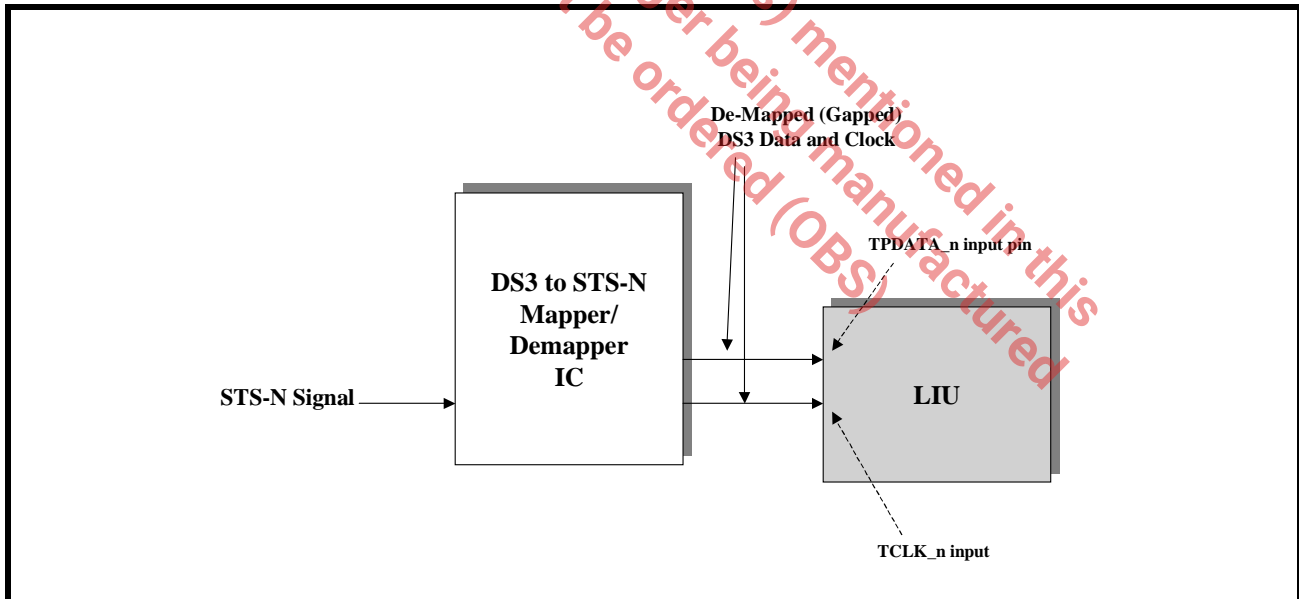 s) mentioned in this
er being manufactured
be ordered (OBS)
De-Mapped (Gapped)
DS3 Data and Clock
TPDATA_n input pin
DS3 to STS-N
Mapper/
Demapper
IC
STS-N Signal
LIU
TCLK_n input